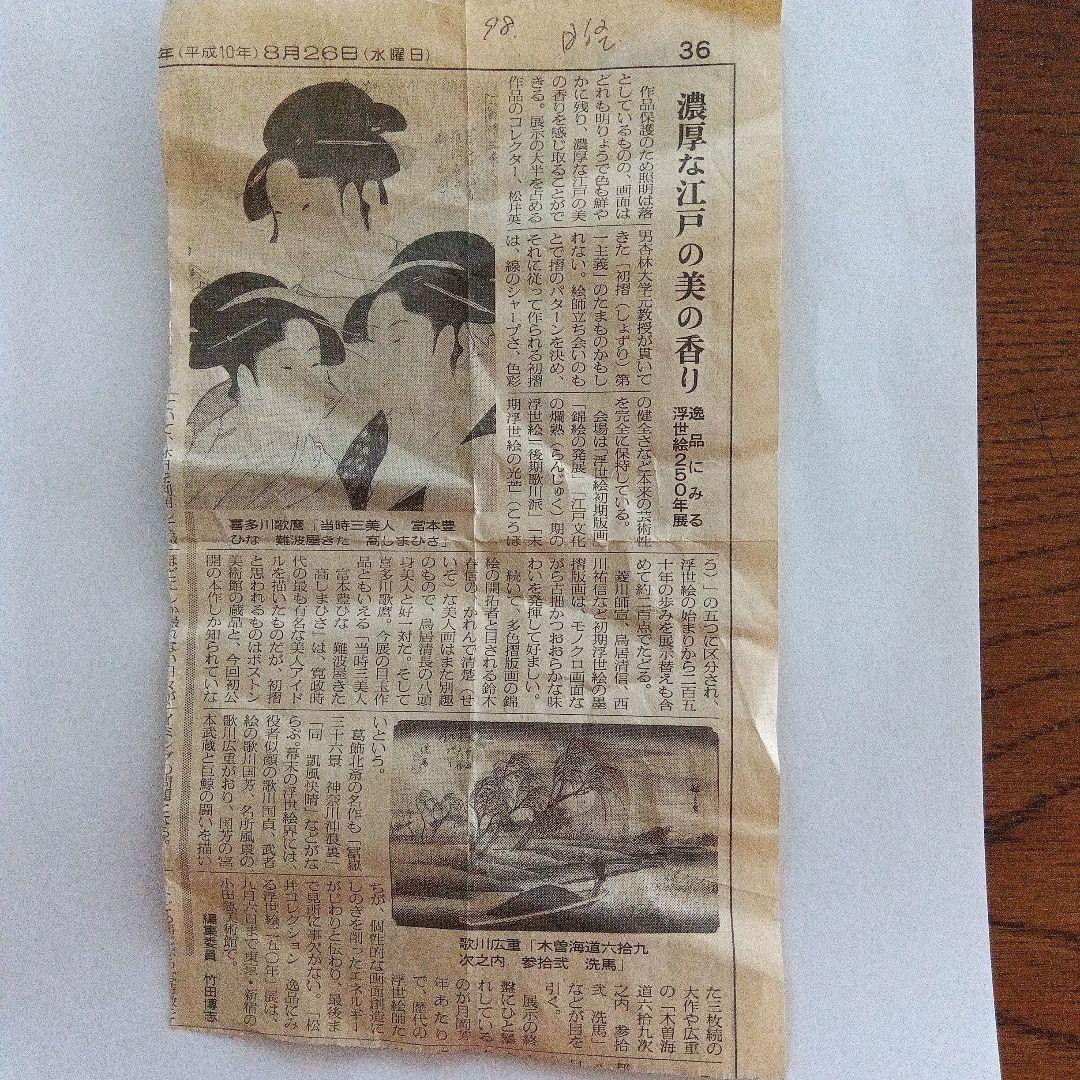 98. 日経
年(平成10年)8月26日(水曜日)
36
濃厚な江戸の美の香り
逸品にみる
浮世絵250年展
作品保護のため照明は落
としているものの、画面は
どれも明りょうで色も鮮や
かに残り、濃厚な江戸の美
の香りを感じ取ることがで
きる。展示の大半を占める
作品のコレクター、松井英
男杏林大学元教授が貫いて
きた「初摺(しょずり)第
一主義」のたまものかもし
れない。絵師立ち会いのも
とで摺のパターンを決め、
それに従って作られる初摺
は、線のシャープさ、色彩
の健全さなど本来の芸術性
を完全に保持している。
会場は「浮世絵初期版画」
「錦絵の発展」「江戸文化
の爛熟(らんじゅく)期の
浮世絵」「後期歌川派」「末
期浮世絵の光芒」(こうぼ
う)」の五つに区分され、
浮世絵の始まりから二百五
十年の歩みを展示替えも含
めて約二百点でたどる。
菱川師宣、鳥居清信、西
川祐信など初期浮世絵の墨
摺版画は、モノクロ画面な
がら古拙かつおおらかな味
わいを発揮して好ましい。
続いて、多色摺版画の錦
絵の開拓者と目される鈴木
春信の、かれんで清楚(せ
いそ)な美人画はまた別趣
のもので、鳥居清長の八頭
身美人と好一対だ。そして
喜多川歌麿。今展の目玉作
品ともいえる「当時三美人
富本豊ひな 難波屋きた
高しまひさ」は、寛政時
代の最も有名な美人アイド
ルを描いたものだが、初摺
と思われるものはボストン
美術館の蔵品と、今回初公
開の本作しか知られていな
いという。
葛飾北斎の名作も「富嶽
三十六景 神奈川沖浪裏」
「同 凱風快晴」などがな
らぶ。幕末の浮世絵界には、
役者似顔の歌川国貞、武者
絵の歌川国芳、名所風景の
歌川広重がおり、国芳の宮
本武蔵と巨鯨の闘いを描い
た三枚続の
大作や広重
の「木曽海
道六拾九次
之内 参拾
弐 洗馬」
などが目を
引く。
展示の終
盤にひと築
れしている
のが月岡芳
年あたり
で、歴代の
浮世絵師た
ちが、個性的な画面創造に
しのぎを削ったエネルギー
がじわりと伝わり、最後ま
で見所に事欠かない。「松
井コレクション 逸品にみ
る浮世絵二五〇年」展は、
九月六日まで東京・新宿の
小田急美術館で。
編集委員 竹田博志
喜多川歌麿「当時三美人 富本豊
ひな 難波屋きた 高しまひさ」
歌川広重「木曽海道六拾九
次之内 参拾弐 洗馬」